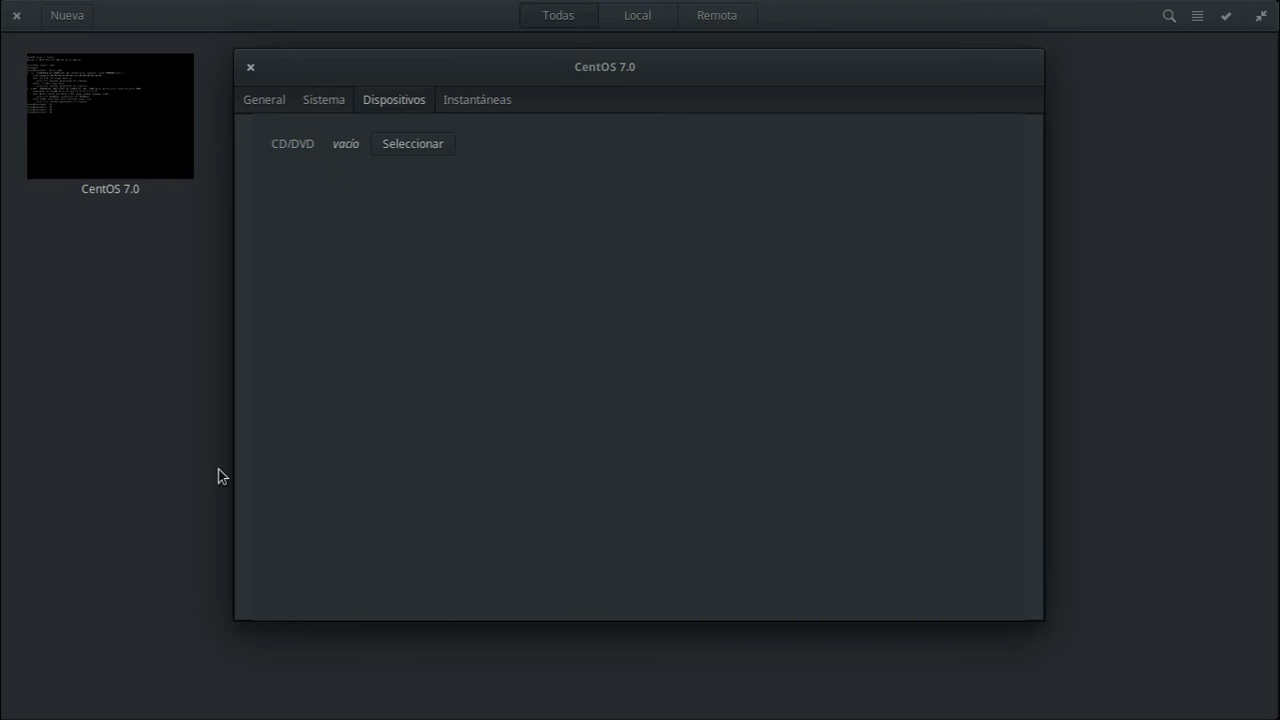 Nueva
Todas
Local
Remota
CentOS 7.0
CentOS 7.0
General
Sistema
Dispositivos
Instantáneas
CD/DVD vacío Seleccionar